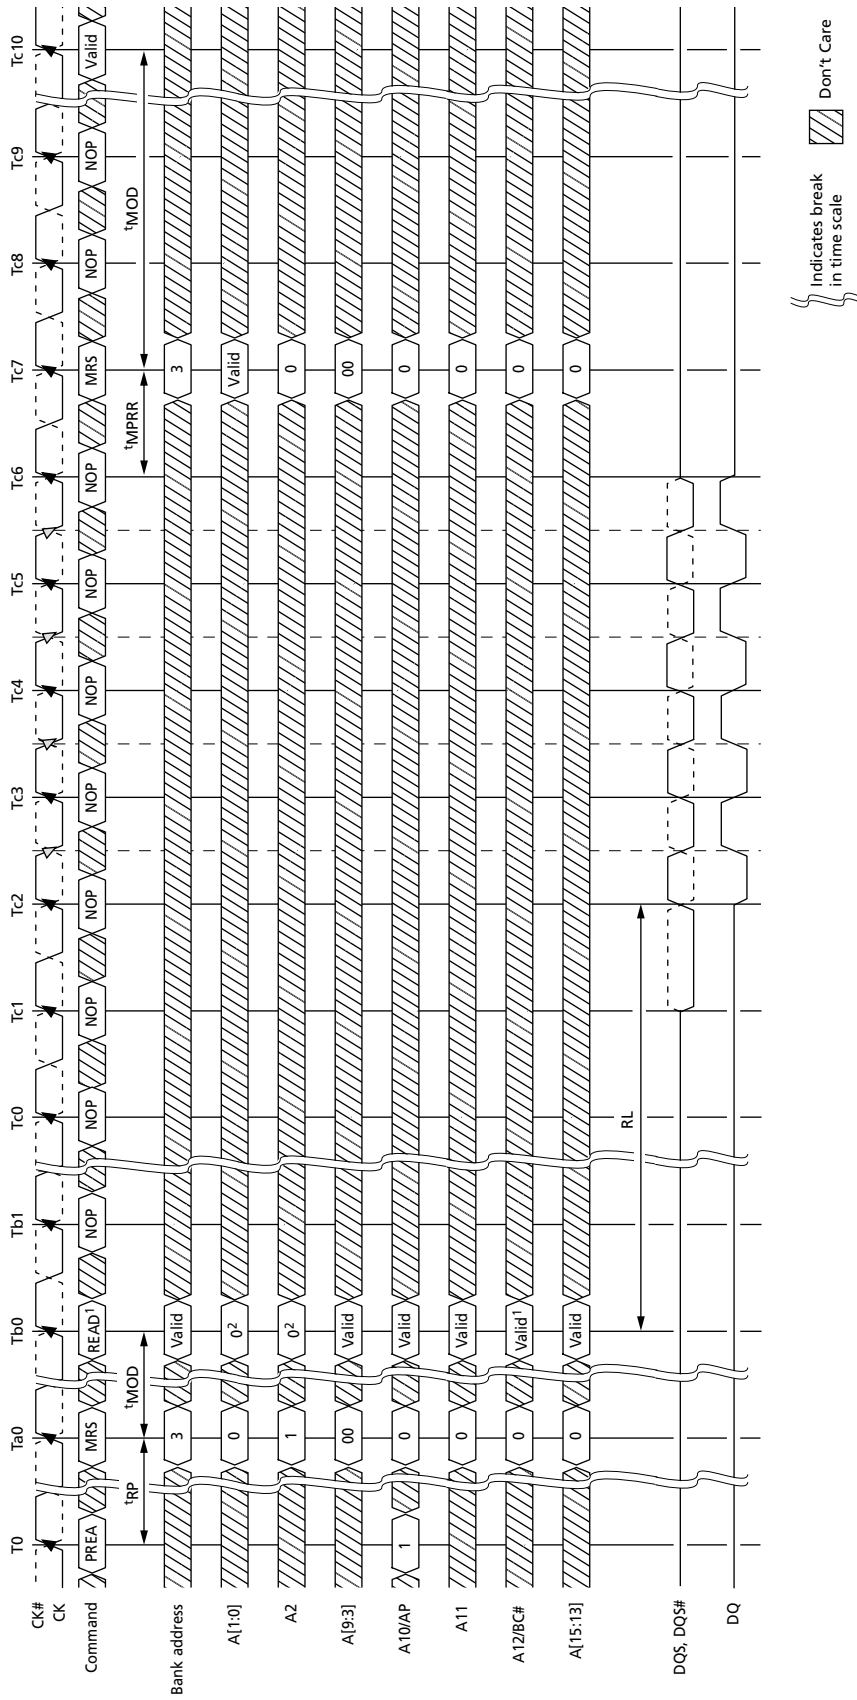 T0 Ta0 Tb0 Tb1 Tc0 Tc1 Tc2 Tc3 Tc4 Tc5 Tc6 Tc7 Tc8 Tc9 Tc10
CK#
CK
Command PREA MRS READ1 NOP NOP NOP NOP NOP NOP NOP NOP MRS NOP NOP Valid
tRP tMOD tMPRR tMOD
Bank address 3 Valid 3
A[1:0] 0 02 Valid
A2 1 02 0
A[9:3] 00 Valid 00
A10/AP 1 0 Valid 0
A11 0 Valid 0
A12/BC# 0 Valid1 0
A[15:13] 0 Valid 0
RL
DQS, DQS#
DQ
Indicates break
in time scale
Don't Care